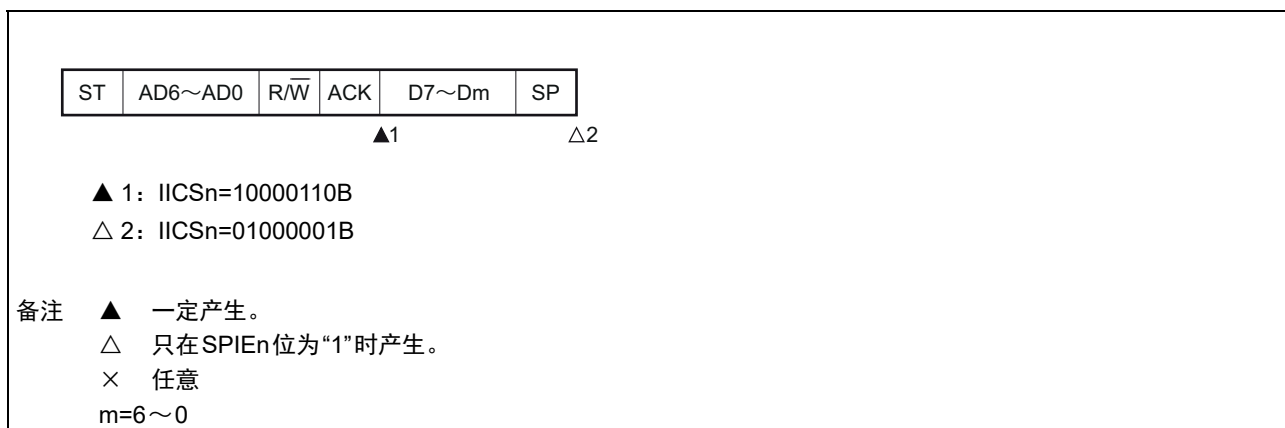 ST AD6～AD0 R/W̅ ACK D7～Dm SP
▲1 △2
▲ 1：IICSn=10000110B
△ 2：IICSn=01000001B
备注 ▲ 一定产生。
△ 只在SPIEn位为“1”时产生。
× 任意
m=6～0